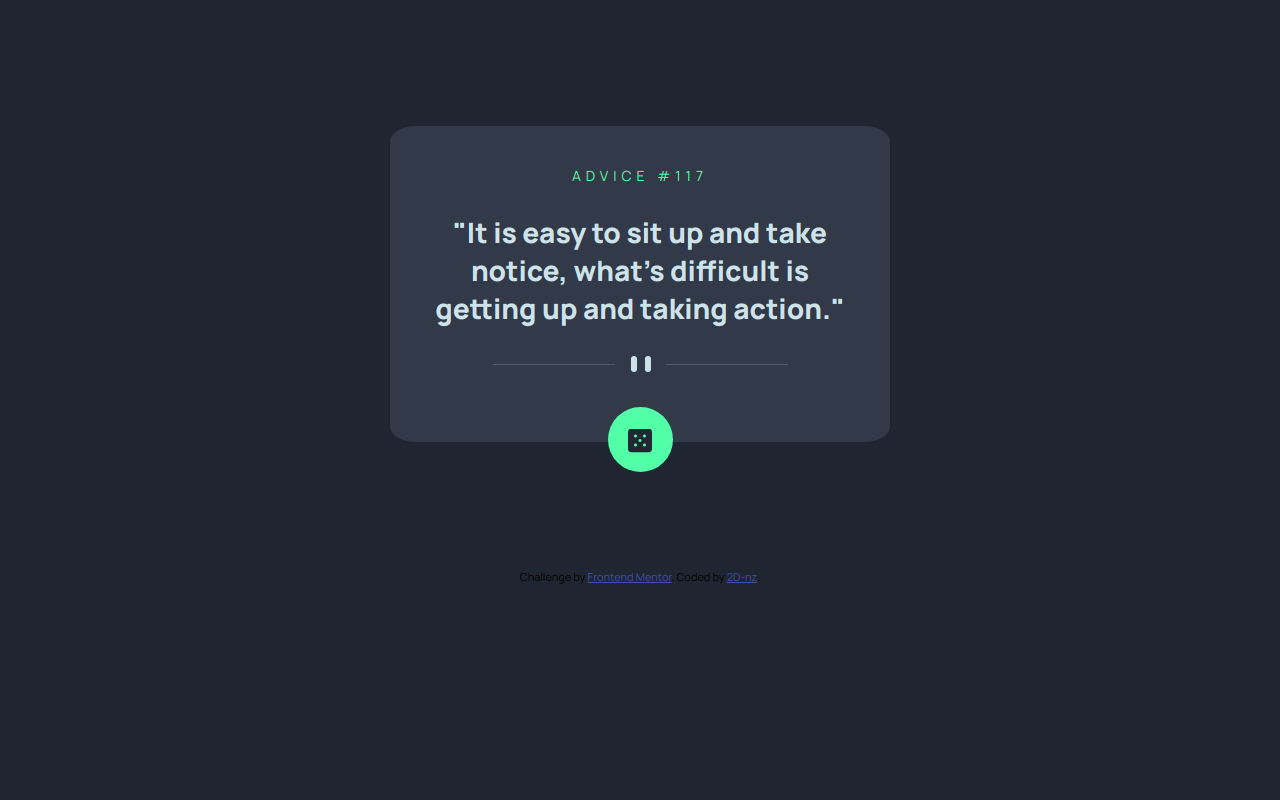 ADVICE #117
"It is easy to sit up and take
notice, what's difficult is
getting up and taking action."
Challenge by Frontend Mentor. Coded by 2D-nz